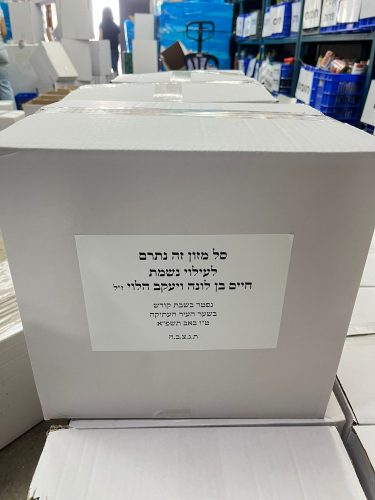 סל מזון זה נתרם
לעילוי נשמת
חיים בן לונה ויעקב הלוי ז"ל
נפטר בשבת קודש
בשער העיר העתיקה
ט"ו באב תשפ"א
ת.נ.צ.ב.ה